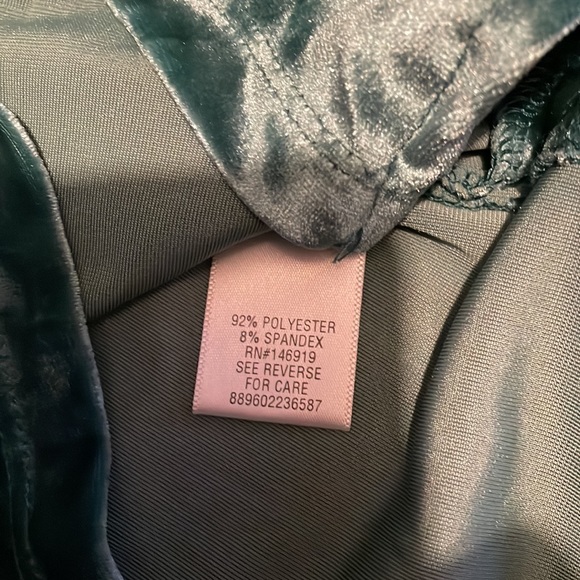 92% POLYESTER
8% SPANDEX
RN#146919
SEE REVERSE
FOR CARE
889602236587